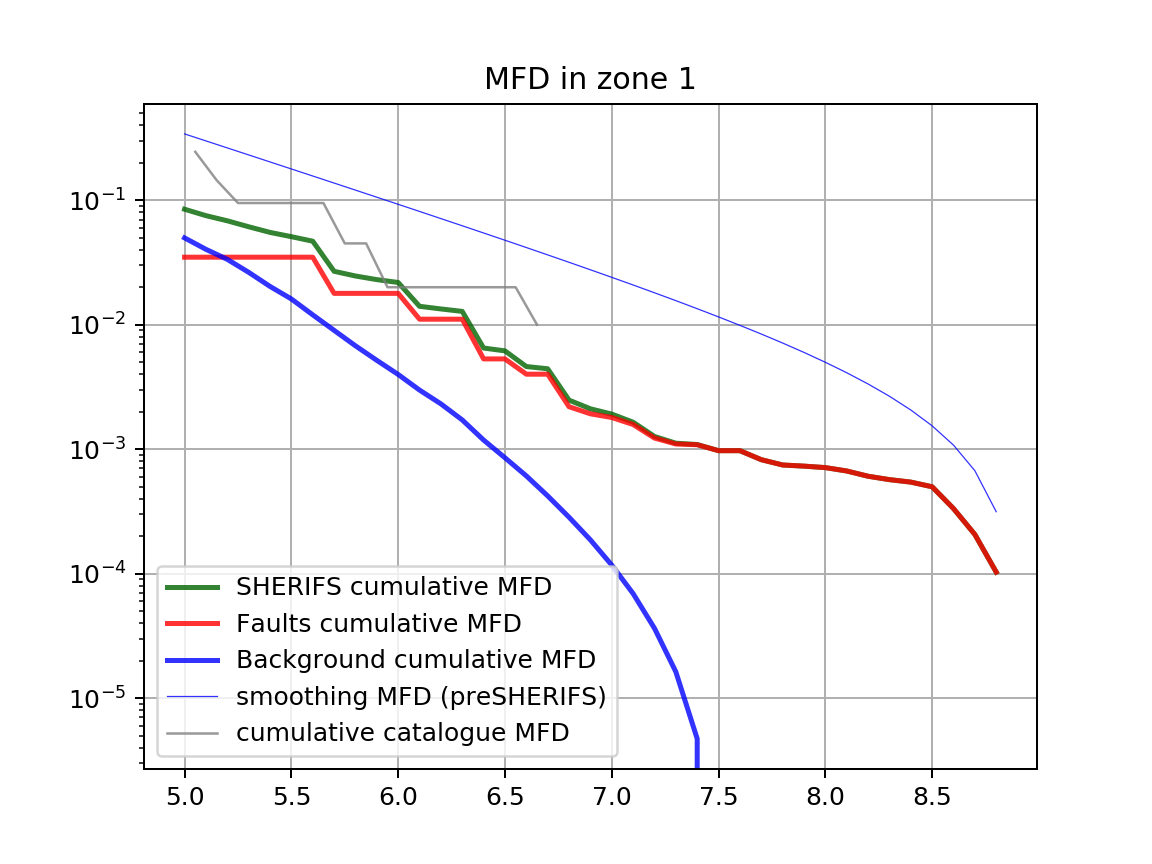 MFD in zone 1
10⁻¹
10⁻²
10⁻³
10⁻⁴
10⁻⁵
SHERIFS cumulative MFD
Faults cumulative MFD
Background cumulative MFD
smoothing MFD (preSHERIFS)
cumulative catalogue MFD
5.0 5.5 6.0 6.5 7.0 7.5 8.0 8.5